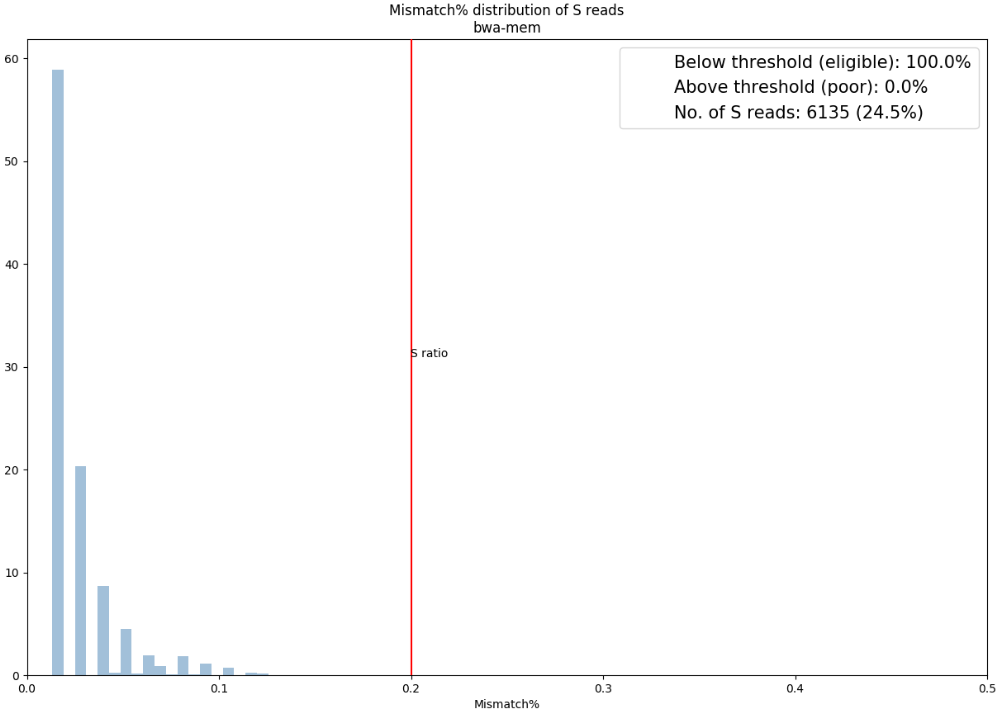 Mismatch% distribution of S reads
bwa-mem
Below threshold (eligible): 100.0%
Above threshold (poor): 0.0%
No. of S reads: 6135 (24.5%)
60
50
40
30
20
10
0
S ratio
0.0 0.1 0.2 0.3 0.4 0.5
Mismatch%